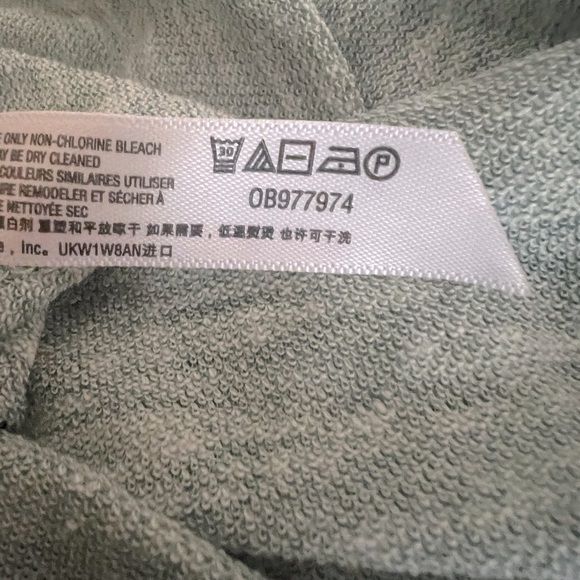 ONLY NON-CHLORINE BLEACH
BE DRY CLEANED
COULEURS SIMILAIRES UTILISER
REMODELER ET SÉCHER À
NETTOYÉE SEC
白剂 重塑和平放晾干 如果需要，低温熨烫 也许可干洗
, Inc。UKW1W8AN进口
30
P
OB977974